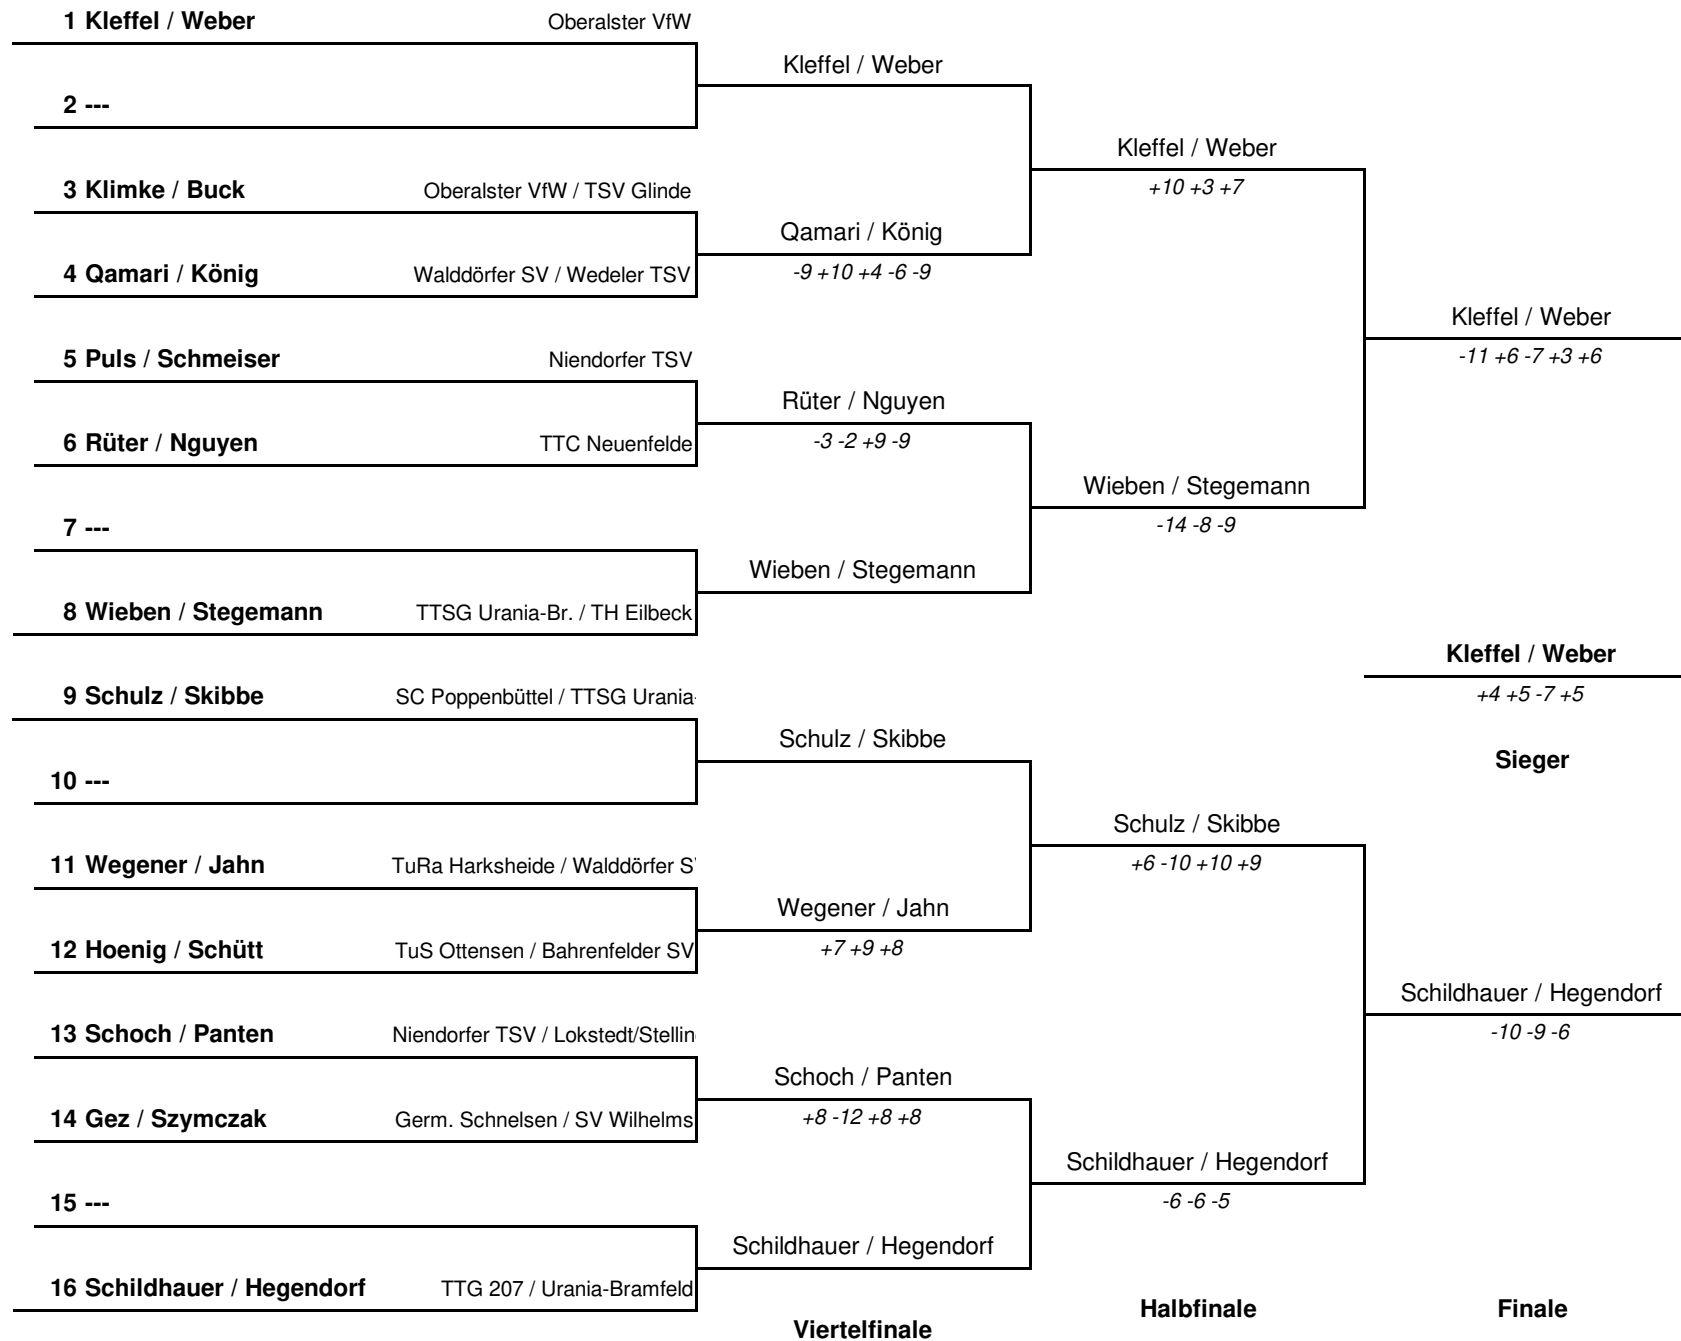 1 Kleffel / Weber Oberalster VfW
Kleffel / Weber
2 ---
Kleffel / Weber
+10 +3 +7
3 Klimke / Buck Oberalster VfW / TSV Glinde
Qamari / König
-9 +10 +4 -6 -9
4 Qamari / König Walddörfer SV / Wedeler TSV
Kleffel / Weber
-11 +6 -7 +3 +6
5 Puls / Schmeiser Niendorfer TSV
Rüter / Nguyen
-3 -2 +9 -9
6 Rüter / Nguyen TTC Neuenfelde
Wieben / Stegemann
-14 -8 -9
7 ---
Wieben / Stegemann
8 Wieben / Stegemann TTSG Urania-Br. / TH Eilbeck
Kleffel / Weber
+4 +5 -7 +5
Sieger
9 Schulz / Skibbe SC Poppenbüttel / TTSG Urania-
Schulz / Skibbe
10 ---
Schulz / Skibbe
+6 -10 +10 +9
11 Wegener / Jahn TuRa Harksheide / Walddörfer S
Wegener / Jahn
+7 +9 +8
12 Hoenig / Schütt TuS Ottensen / Bahrenfelder SV
Schildhauer / Hegendorf
-10 -9 -6
13 Schoch / Panten Niendorfer TSV / Lokstedt/Stellin
Schoch / Panten
+8 -12 +8 +8
14 Gez / Szymczak Germ. Schnelsen / SV Wilhelms
Schildhauer / Hegendorf
-6 -6 -5
15 ---
Schildhauer / Hegendorf
16 Schildhauer / Hegendorf TTG 207 / Urania-Bramfeld
Viertelfinale
Halbfinale
Finale